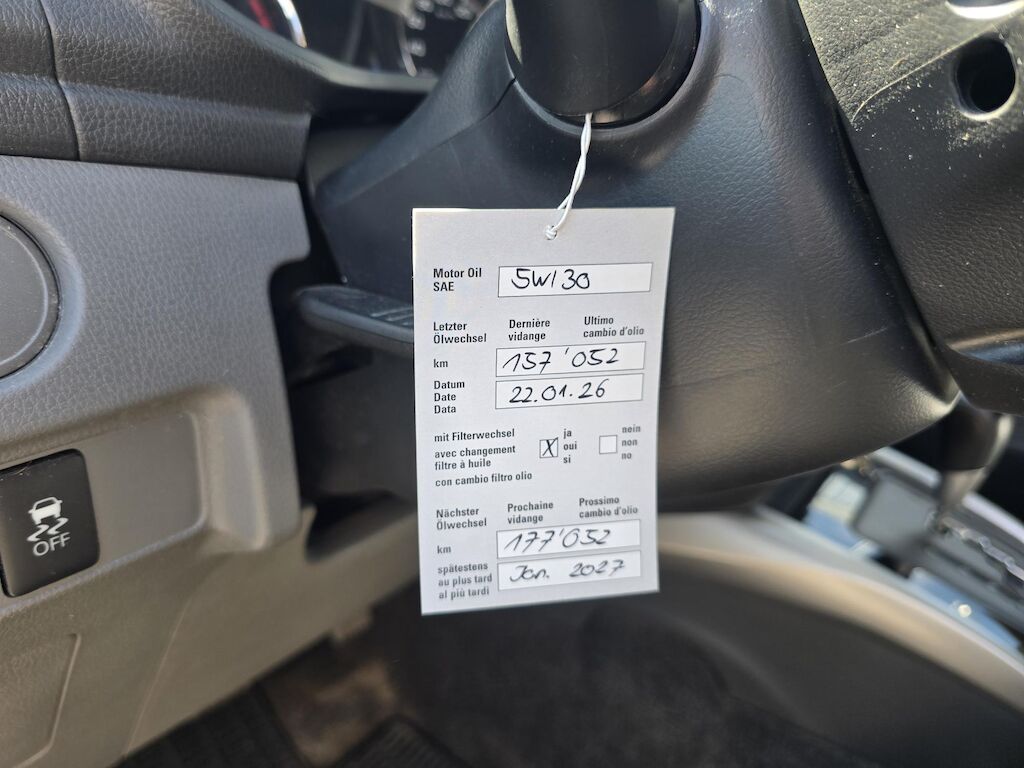 Motor Oil
SAE
5W/30
Letzter Ölwechsel
Dernière vidange
Ultimo cambio d'olio
km
157'052
Datum
Date
Data
22.01.26
mit Filterwechsel
avec changement
filtre à huile
con cambio filtro olio
X
ja
oui
si
nein
non
no
Nächster Ölwechsel
Prochaine vidange
Prossimo cambio d'olio
km
177'052
spätestens
au plus tard
al più tardi
Jan. 2027
OFF